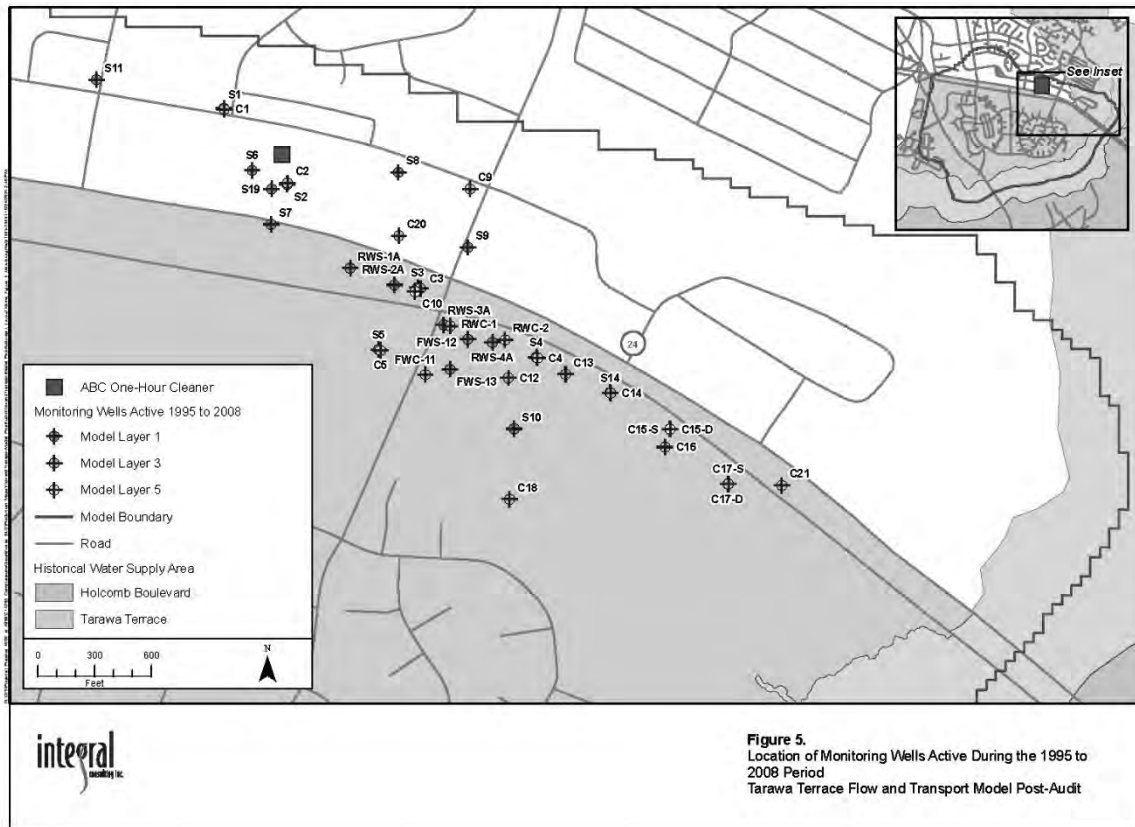 S11
S1
C1
See Inset
S6
C2
S19
S2
S8
C9
S7
C20
S9
RWS-1A
RWS-2A
S3
C3
C10
RWS-3A
RWC-1
RWC-2
FWS-12
S4
RWS-4A
C4
C13
24
S5
C5
FWC-11
FWS-13
C12
S14
C14
S10
C15-S
C15-D
C16
C17-S
C17-D
C21
C18
ABC One-Hour Cleaner
Monitoring Wells Active 1995 to 2008
Model Layer 1
Model Layer 3
Model Layer 5
Model Boundary
Road
Historical Water Supply Area
Holcomb Boulevard
Tarawa Terrace
0 300 600
Feet
N
integral
consulting inc.
Figure 5.
Location of Monitoring Wells Active During the 1995 to
2008 Period
Tarawa Terrace Flow and Transport Model Post-Audit